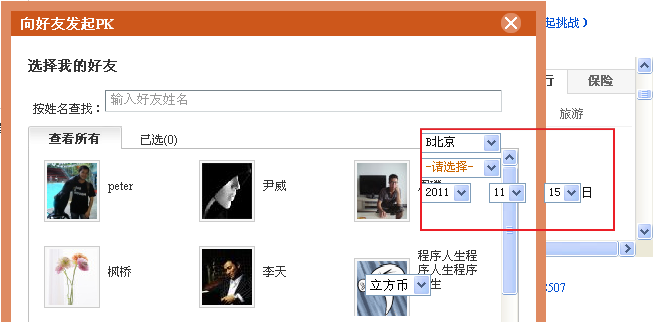 向好友发起PK
起挑战）
选择我的好友
按姓名查找：
输入好友姓名
行
保险
旅游
查看所有
已选(0)
B北京
-请选择-
2011
11
15
日
peter
尹威
枫桥
李天
程序人生程
序人生程序
生
立方币
8507